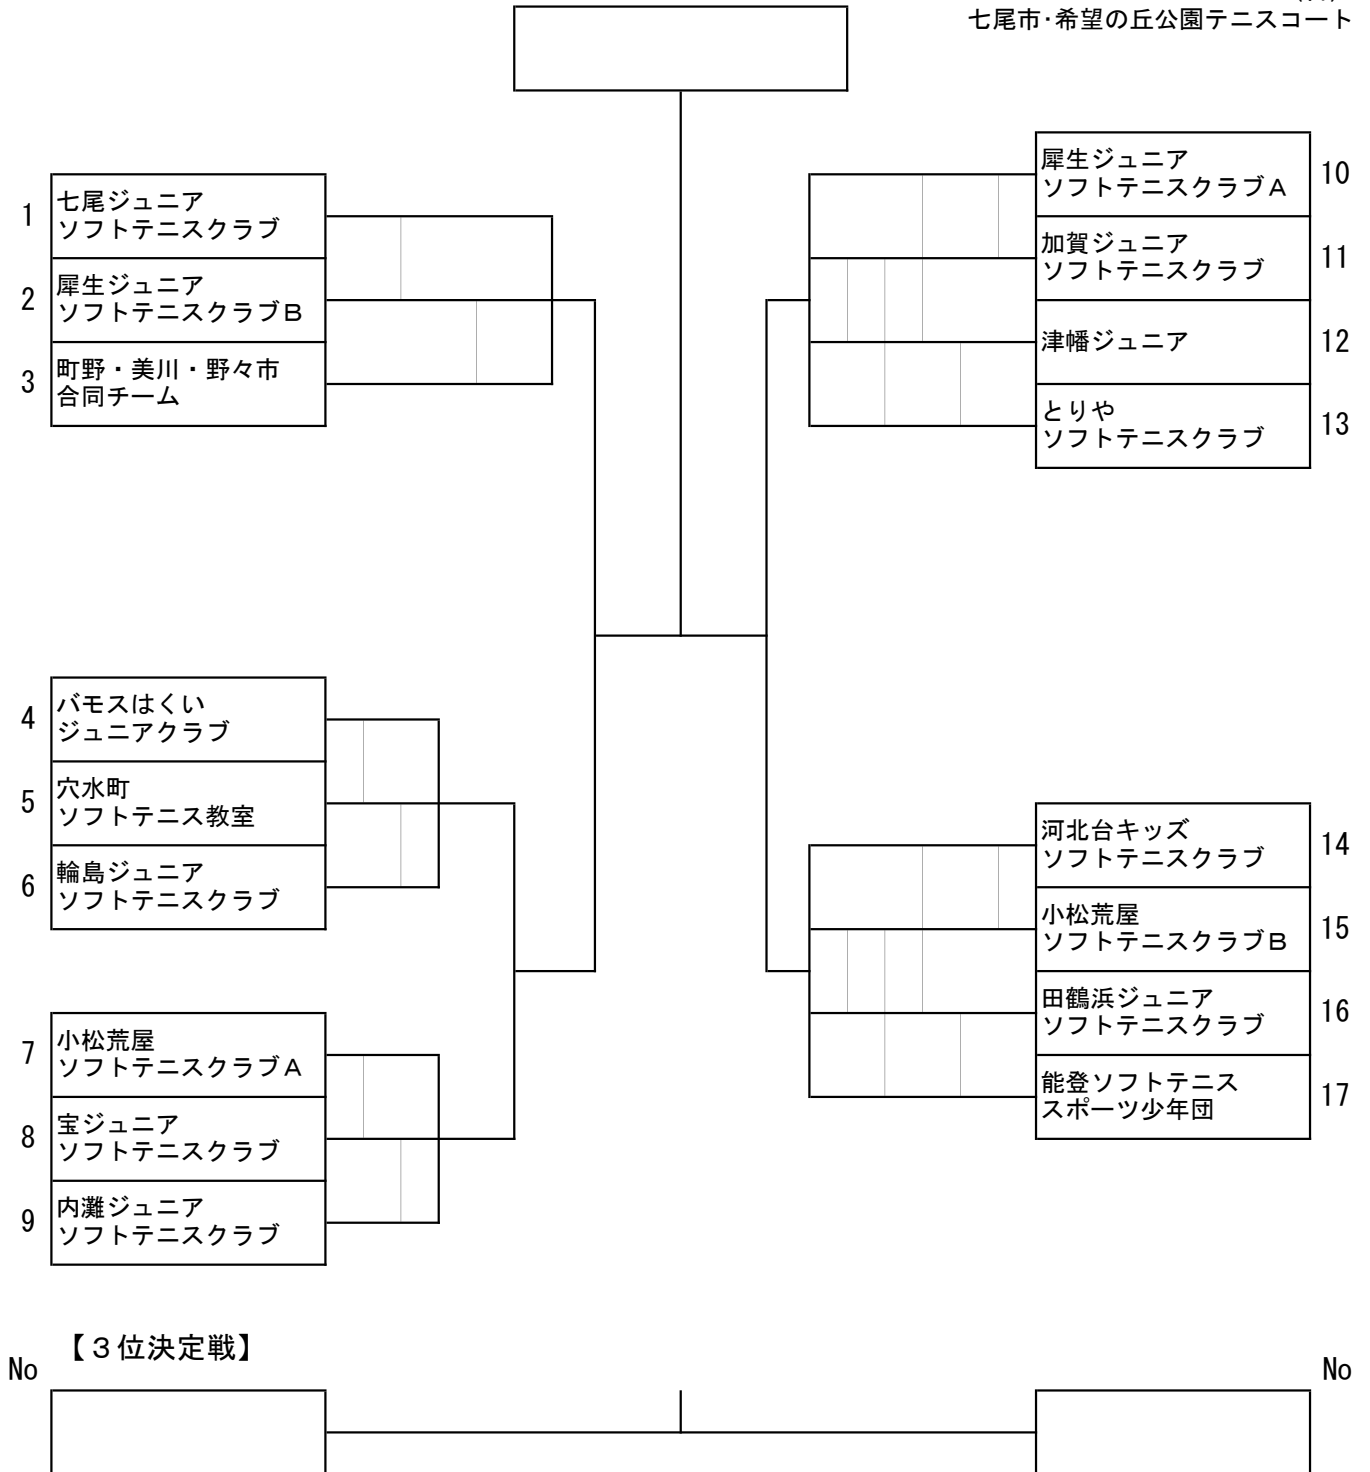 七尾市・希望の丘公園テニスコート
1
七尾ジュニア
ソフトテニスクラブ
2
犀生ジュニア
ソフトテニスクラブB
3
町野・美川・野々市
合同チーム
4
バモスはくい
ジュニアクラブ
5
穴水町
ソフトテニス教室
6
輪島ジュニア
ソフトテニスクラブ
7
小松荒屋
ソフトテニスクラブA
8
宝ジュニア
ソフトテニスクラブ
9
内灘ジュニア
ソフトテニスクラブ
犀生ジュニア
ソフトテニスクラブA
10
加賀ジュニア
ソフトテニスクラブ
11
津幡ジュニア
12
とりや
ソフトテニスクラブ
13
河北台キッズ
ソフトテニスクラブ
14
小松荒屋
ソフトテニスクラブB
15
田鶴浜ジュニア
ソフトテニスクラブ
16
能登ソフトテニス
スポーツ少年団
17
【3位決定戦】
No
No